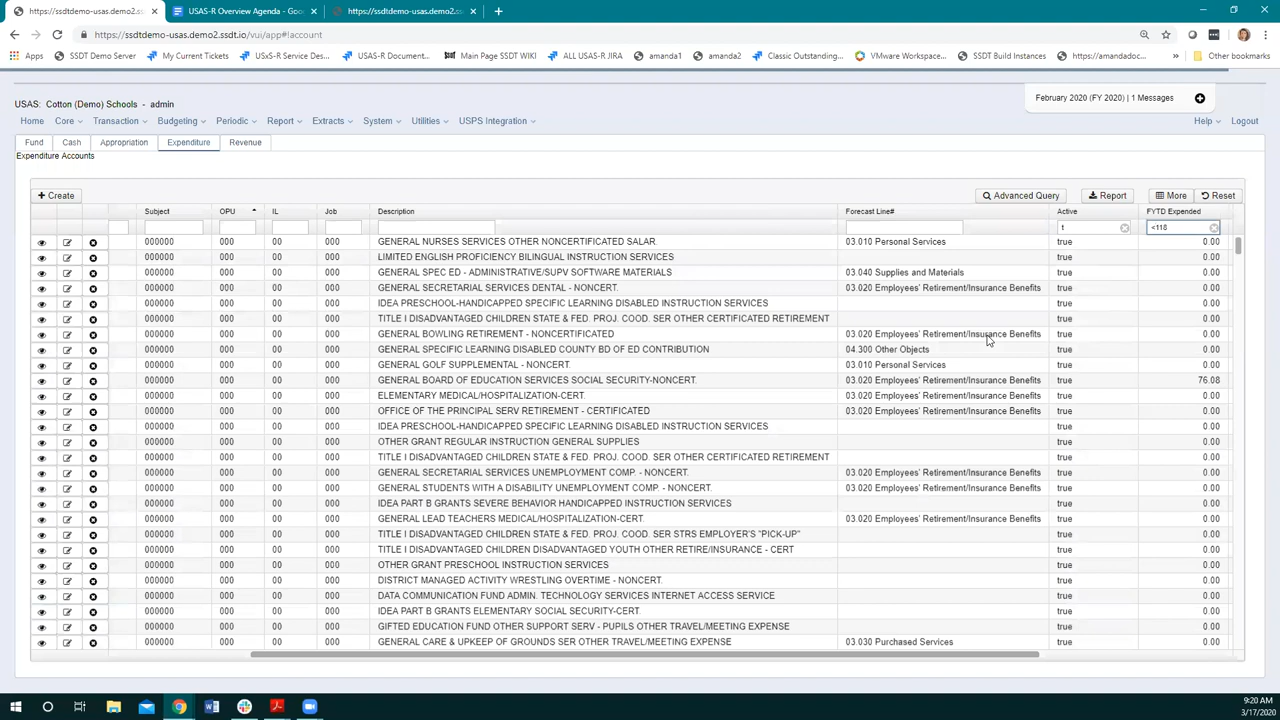 https://ssdtdemo-usas.demo2.ssdt.io
USAS-R Overview Agenda - Goo
https://ssdtdemo-usas.demo2.ss
https://ssdtdemo-usas.demo2.ssdt.io/vui/app#!account
Apps SSDT Demo Server My Current Tickets USxS-R Service Des... USAS-R Document... Main Page SSDT WIKI ALL USAS-R JIRA amanda1 amanda2 Classic Outstanding... VMware Workspace... SSDT Build Instances https://amandadoc... » Other bookmarks
USAS: Cotton (Demo) Schools - admin
February 2020 (FY 2020) | 1 Messages
Home Core Transaction Budgeting Periodic Report Extracts System Utilities USPS Integration Help Logout
Fund Cash Appropriation Expenditure Revenue
Expenditure Accounts
+ Create Advanced Query Report More Reset
Subject OPU IL Job Description Forecast Line# Active FYTD Expended
t <118
000000 000 00 000 GENERAL NURSES SERVICES OTHER NONCERTIFICATED SALAR. 03.010 Personal Services true 0.00
000000 000 00 000 LIMITED ENGLISH PROFICIENCY BILINGUAL INSTRUCTION SERVICES true 0.00
000000 000 00 000 GENERAL SPEC ED - ADMINISTRATIVE/SUPV SOFTWARE MATERIALS 03.040 Supplies and Materials true 0.00
000000 000 00 000 GENERAL SECRETARIAL SERVICES DENTAL - NONCERT. 03.020 Employees' Retirement/Insurance Benefits true 0.00
000000 000 00 000 IDEA PRESCHOOL-HANDICAPPED SPECIFIC LEARNING DISABLED INSTRUCTION SERVICES true 0.00
000000 000 00 000 TITLE I DISADVANTAGED CHILDREN STATE & FED. PROJ. COOD. SER OTHER CERTIFICATED RETIREMENT true 0.00
000000 000 00 000 GENERAL BOWLING RETIREMENT - NONCERTIFICATED 03.020 Employees' Retirement/Insurance Benefits true 0.00
000000 000 00 000 GENERAL SPECIFIC LEARNING DISABLED COUNTY BD OF ED CONTRIBUTION 04.300 Other Objects true 0.00
000000 000 00 000 GENERAL GOLF SUPPLEMENTAL - NONCERT. 03.010 Personal Services true 0.00
000000 000 00 000 GENERAL BOARD OF EDUCATION SERVICES SOCIAL SECURITY-NONCERT. 03.020 Employees' Retirement/Insurance Benefits true 76.08
000000 000 00 000 ELEMENTARY MEDICAL/HOSPITALIZATION-CERT. 03.020 Employees' Retirement/Insurance Benefits true 0.00
000000 000 00 000 OFFICE OF THE PRINCIPAL SERV RETIREMENT - CERTIFICATED 03.020 Employees' Retirement/Insurance Benefits true 0.00
000000 000 00 000 IDEA PRESCHOOL-HANDICAPPED SPECIFIC LEARNING DISABLED INSTRUCTION SERVICES true 0.00
000000 000 00 000 OTHER GRANT REGULAR INSTRUCTION GENERAL SUPPLIES true 0.00
000000 000 00 000 TITLE I DISADVANTAGED CHILDREN STATE & FED. PROJ. COOD. SER OTHER CERTIFICATED RETIREMENT true 0.00
000000 000 00 000 GENERAL SECRETARIAL SERVICES UNEMPLOYMENT COMP. - NONCERT. 03.020 Employees' Retirement/Insurance Benefits true 0.00
000000 000 00 000 GENERAL STUDENTS WITH A DISABILITY UNEMPLOYMENT COMP. - NONCERT. 03.020 Employees' Retirement/Insurance Benefits true 0.00
000000 000 00 000 IDEA PART B GRANTS SEVERE BEHAVIOR HANDICAPPED INSTRUCTION SERVICES true 0.00
000000 000 00 000 GENERAL LEAD TEACHERS MEDICAL/HOSPITALIZATION-CERT. 03.020 Employees' Retirement/Insurance Benefits true 0.00
000000 000 00 000 TITLE I DISADVANTAGED CHILDREN STATE & FED. PROJ. COOD. SER STRS EMPLOYER'S "PICK-UP" true 0.00
000000 000 00 000 TITLE I DISADVANTAGED CHILDREN DISADVANTAGED YOUTH OTHER RETIRE/INSURANCE - CERT true 0.00
000000 000 00 000 OTHER GRANT PRESCHOOL INSTRUCTION SERVICES true 0.00
000000 000 00 000 DISTRICT MANAGED ACTIVITY WRESTLING OVERTIME - NONCERT. true 0.00
000000 000 00 000 DATA COMMUNICATION FUND ADMIN. TECHNOLOGY SERVICES INTERNET ACCESS SERVICE true 0.00
000000 000 00 000 IDEA PART B GRANTS ELEMENTARY SOCIAL SECURITY-CERT. true 0.00
000000 000 00 000 GIFTED EDUCATION FUND OTHER SUPPORT SERV - PUPILS OTHER TRAVEL/MEETING EXPENSE true 0.00
000000 000 00 000 GENERAL CARE & UPKEEP OF GROUNDS SER OTHER TRAVEL/MEETING EXPENSE 03.030 Purchased Services true 0.00
9:20 AM
3/17/2020